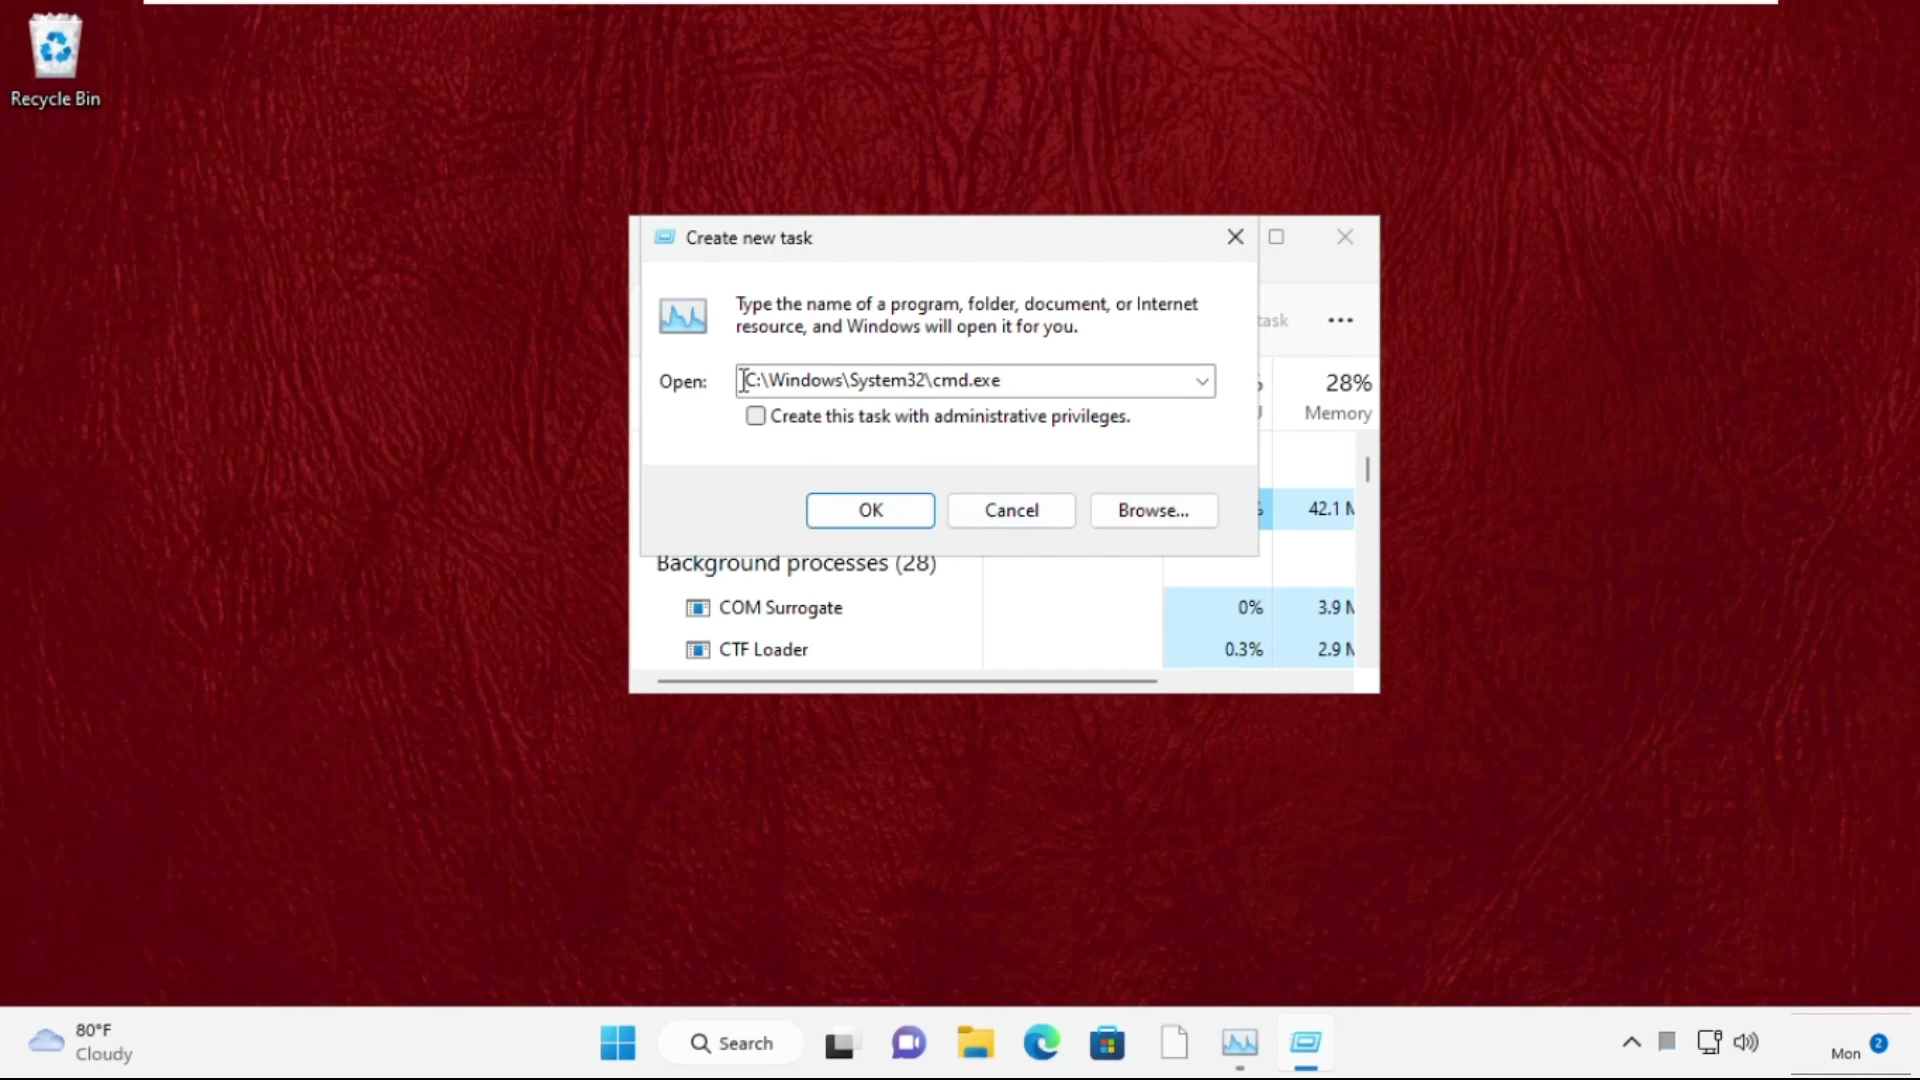 Recycle Bin
Create new task
Type the name of a program, folder, document, or Internet
resource, and Windows will open it for you.
Open:
C:\Windows\System32\cmd.exe
Create this task with administrative privileges.
OK
Cancel
Browse...
task
28%
Memory
42.1 M
Background processes (28)
COM Surrogate
0%
3.9 M
CTF Loader
0.3%
2.9 M
80°F
Cloudy
Search
Mon
2